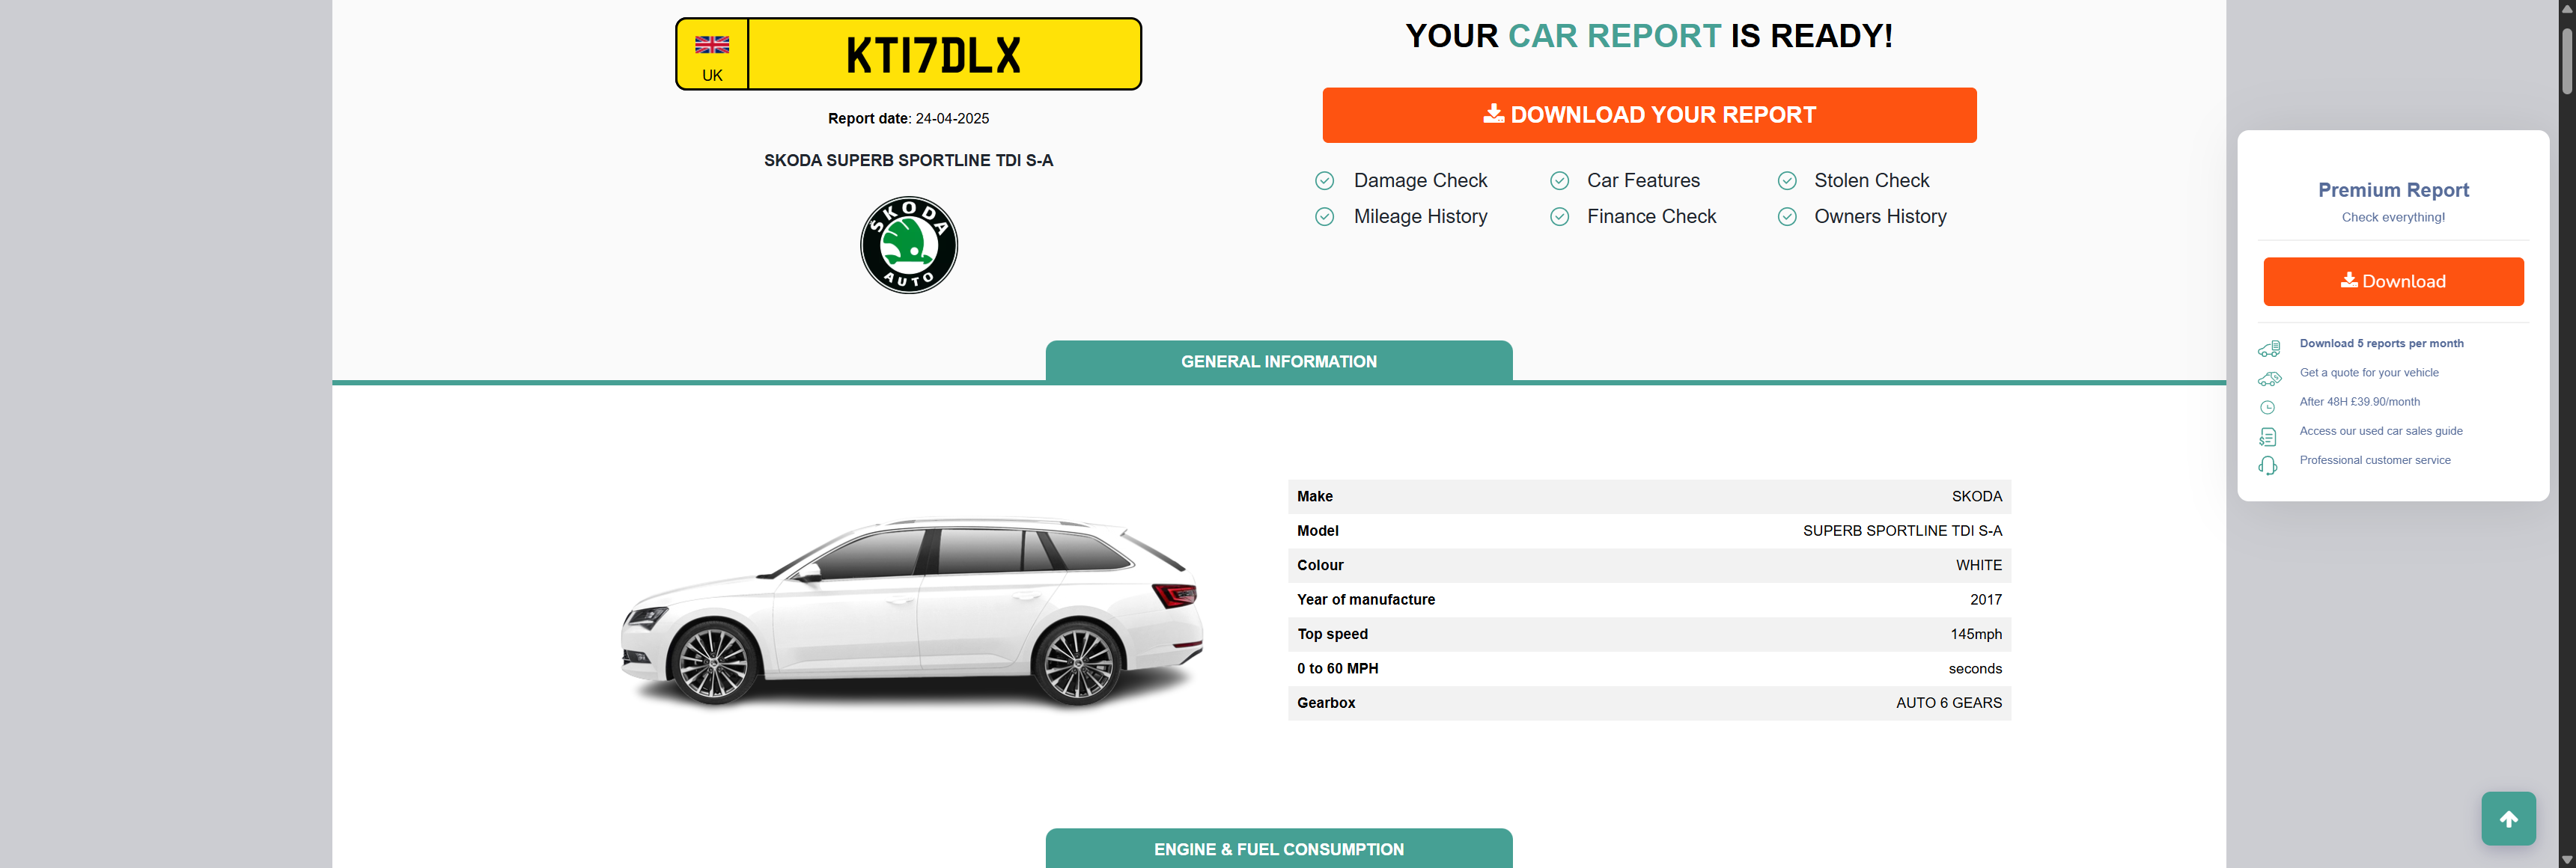 UK
KT17DLX
Report date: 24-04-2025
SKODA SUPERB SPORTLINE TDI S-A
ŠKODA
AUTO
YOUR CAR REPORT IS READY!
DOWNLOAD YOUR REPORT
Damage Check
Car Features
Stolen Check
Mileage History
Finance Check
Owners History
Premium Report
Check everything!
Download
Download 5 reports per month
Get a quote for your vehicle
After 48H £39.90/month
Access our used car sales guide
Professional customer service
GENERAL INFORMATION
Make SKODA
Model SUPERB SPORTLINE TDI S-A
Colour WHITE
Year of manufacture 2017
Top speed 145mph
0 to 60 MPH seconds
Gearbox AUTO 6 GEARS
ENGINE & FUEL CONSUMPTION